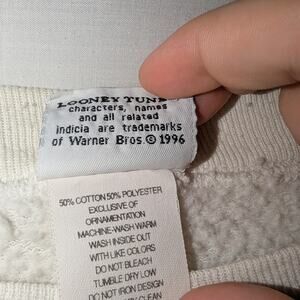 LOONEY TUN
characters, names
and all related
indicia are trademarks
of Warner Bros © 1996
50% COTTON 50% POLYESTER
EXCLUSIVE OF
ORNAMENTATION
MACHINE WASH WARM
WASH INSIDE OUT
WITH LIKE COLORS
DO NOT BLEACH
TUMBLE DRY LOW
DO NOT IRON DESIGN
CLEAN